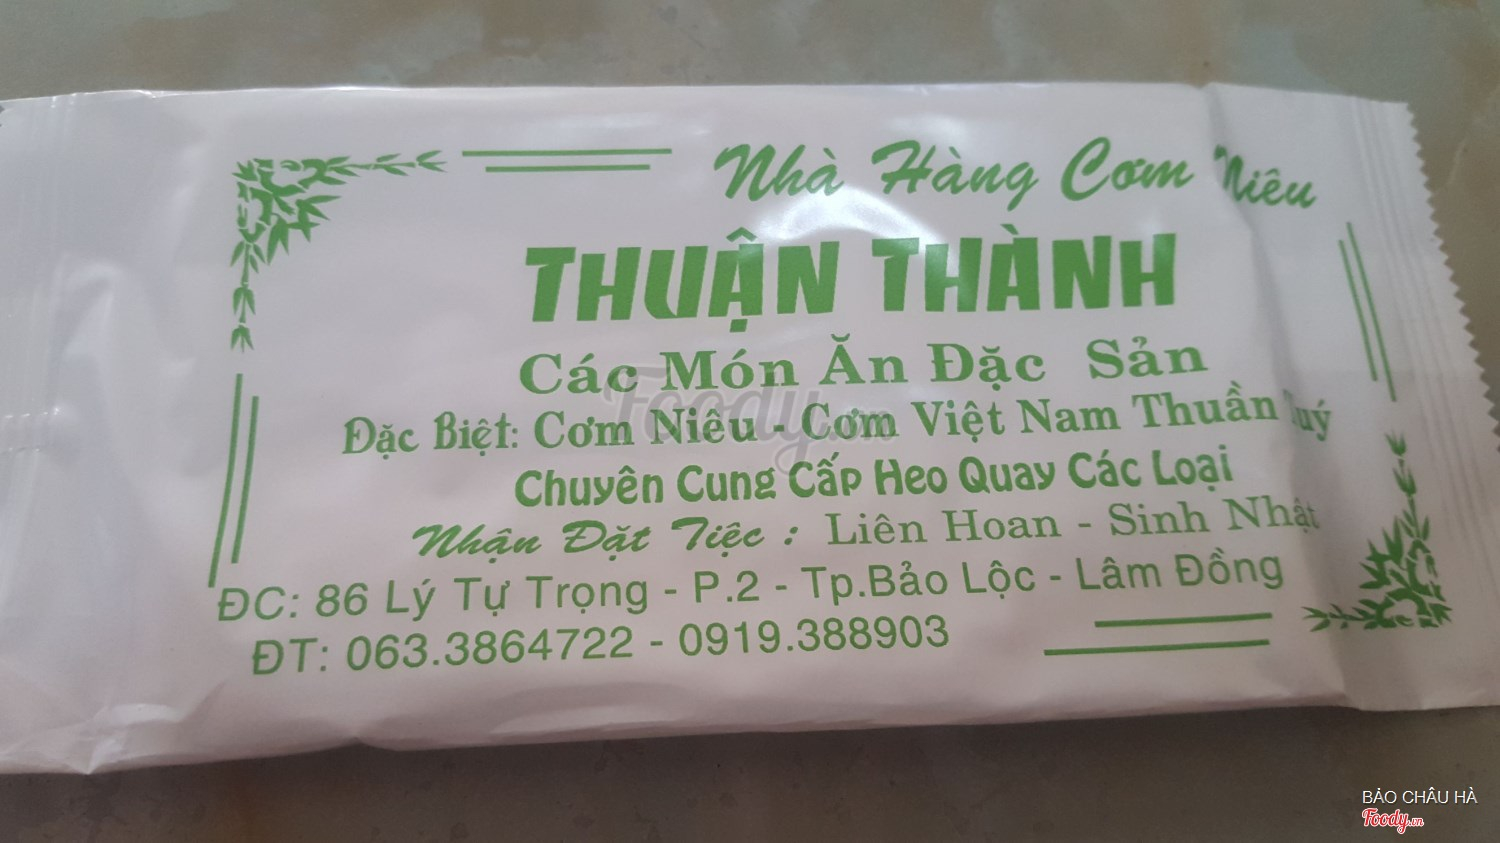 Nhà Hàng Cơm Niêu
THUẬN THÀNH
Các Món Ăn Đặc Sản
Đặc Biệt: Cơm Niêu - Cơm Việt Nam Thuần Tuý
Chuyên Cung Cấp Heo Quay Các Loại
Nhận Đặt Tiệc : Liên Hoan - Sinh Nhật
ĐC: 86 Lý Tự Trọng - P.2 - Tp.Bảo Lộc - Lâm Đồng
ĐT: 063.3864722 - 0919.388903
Foody.vn
BẢO CHÂU HÀ
Foody.vn